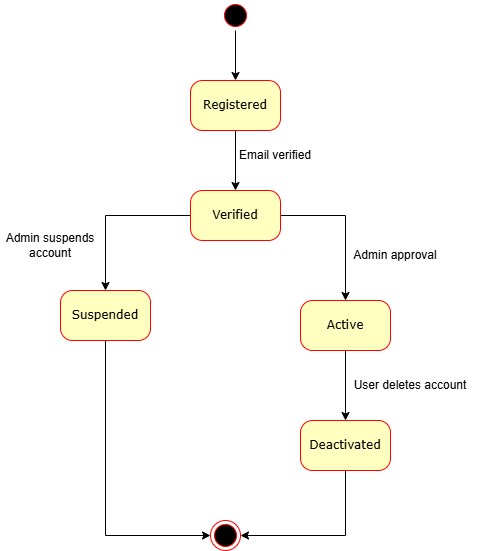 Registered
Email verified
Verified
Admin suspends
account
Admin approval
Suspended
Active
User deletes account
Deactivated